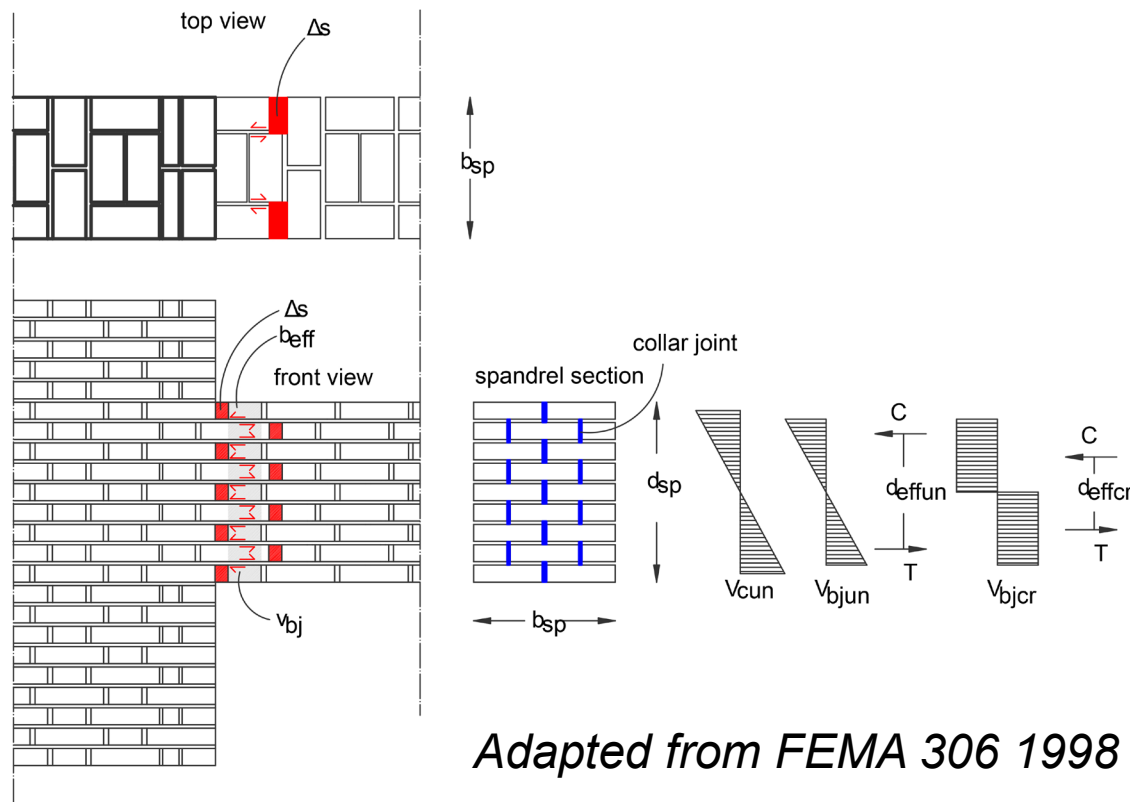 top view
Δs
bsp
Δs
beff
front view
vbj
collar joint
spandrel section
dsp
bsp
Vcun
Vbjun
C
deffun
T
Vbjcr
C
deffcr
T
Adapted from FEMA 306 1998